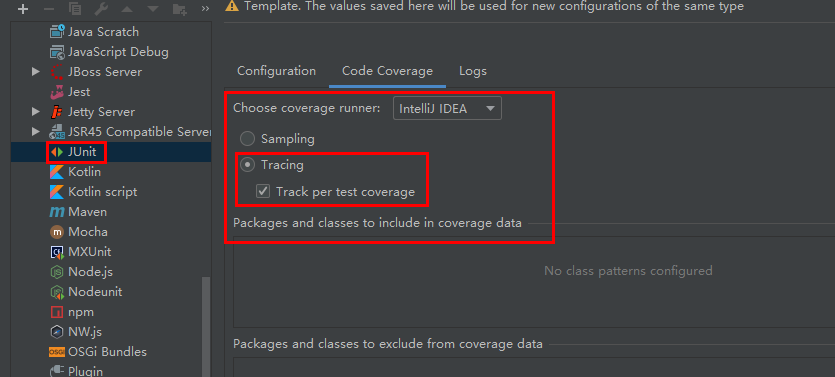 Template. The values saved here will be used for new configurations of the same type
Java Scratch
JavaScript Debug
JBoss Server
Jest
Jetty Server
JSR45 Compatible Server
JUnit
Kotlin
Kotlin script
Maven
Mocha
MXUnit
Node.js
Nodeunit
npm
NW.js
OSGi Bundles
Plugin
Configuration
Code Coverage
Logs
Choose coverage runner:
IntelliJ IDEA
Sampling
Tracing
Track per test coverage
Packages and classes to include in coverage data
No class patterns configured
Packages and classes to exclude from coverage data